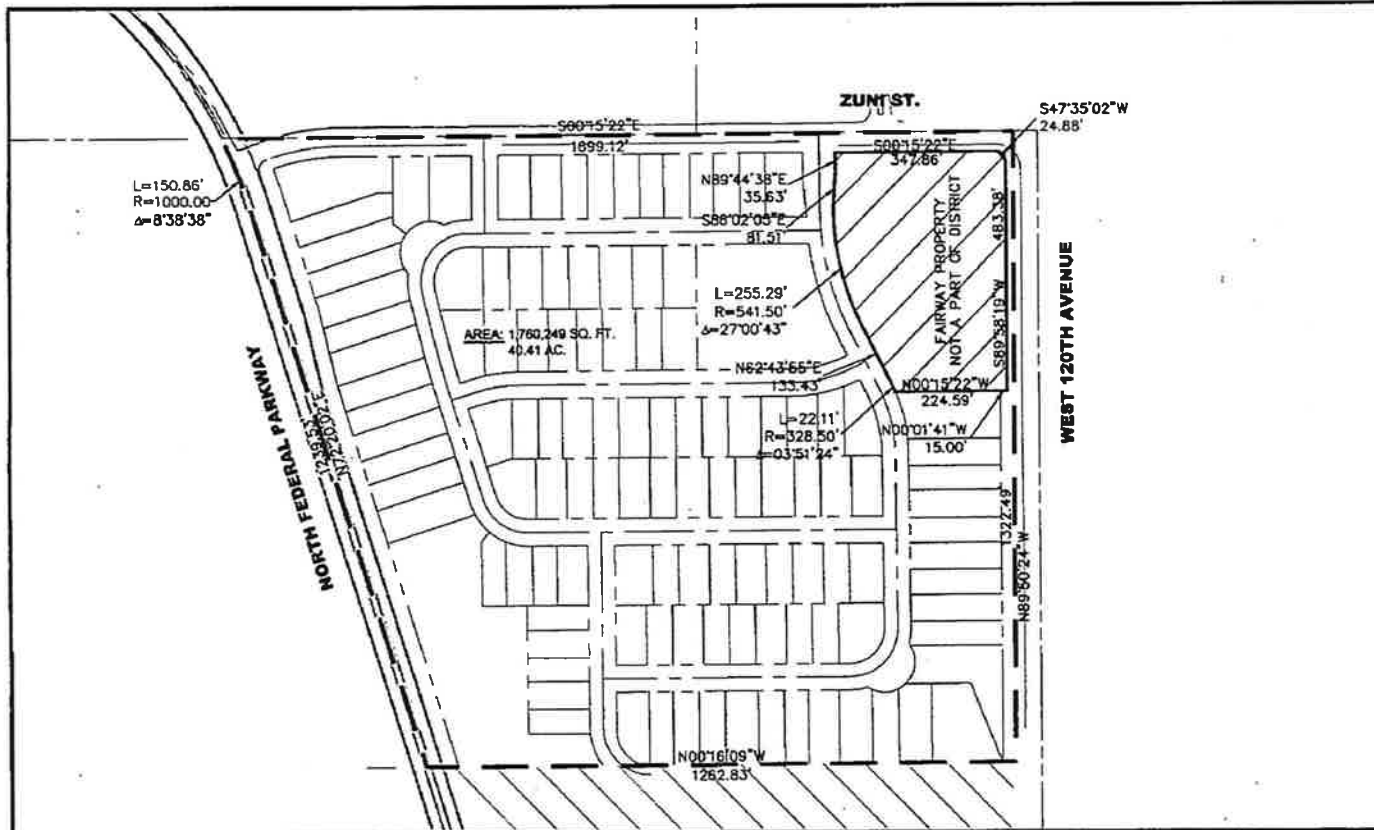 ZUNI ST.
S47°35'02"W
24.88'
S00°15'22"E
1899.12'
S00°15'22"E
347.86'
L=150.86'
R=1000.00
Δ=8°38'38"
N89°44'38"E
35.63'
S88°02'05"E
81.51'
FAIRWAY PROPERTY
NOT A PART OF DISTRICT
483.38'
S89°58'19"W
WEST 120TH AVENUE
L=255.29'
R=541.50'
Δ=27°00'43"
AREA: 1,760,249 SQ. FT.
40.41 AC.
N62°43'55"E
133.43'
N00°15'22"W
224.59'
L=22.11'
R=328.50'
Δ=03°51'24"
N00°01'41"W
15.00'
NORTH FEDERAL PARKWAY
1239.53'
N72°20'02"E
1322.49'
N89°50'24"W
N00°16'09"W
1262.83'